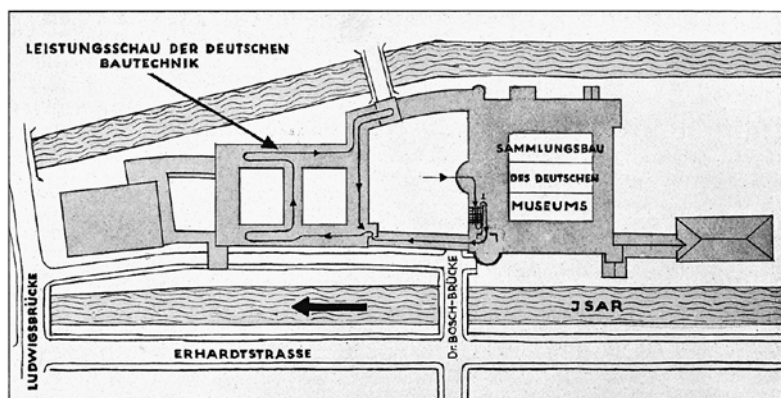 LEISTUNGSSCHAU DER DEUTSCHEN
BAUTECHNIK
SAMMLUNGSBAU
DES DEUTSCHEN
MUSEUMS
LUDWIGSBRÜCKE
Dr. BOSCH-BRÜCKE
JSAR
ERHARDTSTRASSE